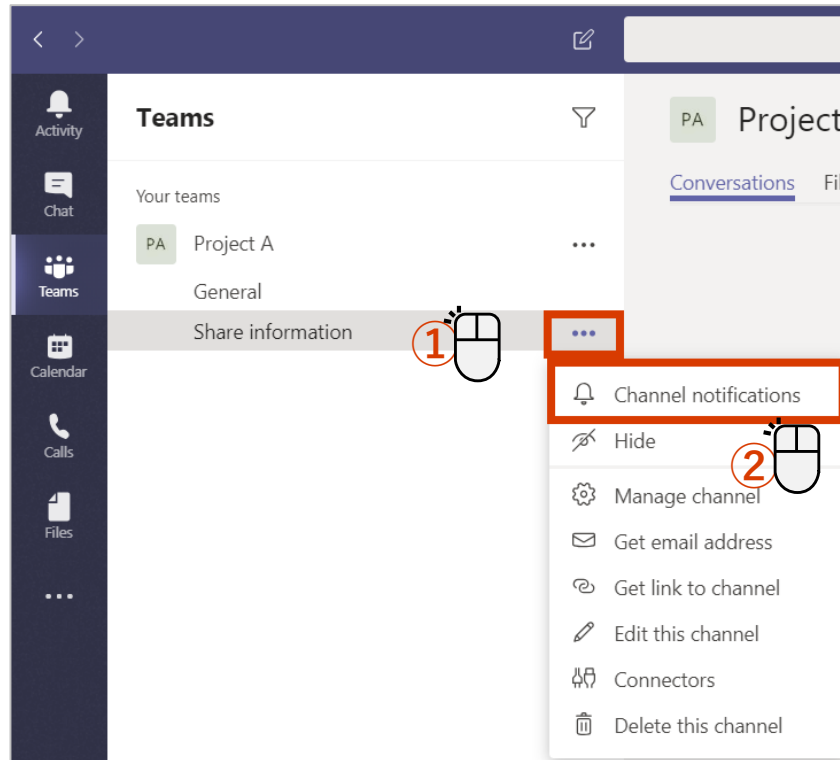 Activity
Chat
Teams
Calendar
Calls
Files
Teams
Your teams
PA Project A
General
Share information
①
PA Project
Conversations
Channel notifications
Hide
②
Manage channel
Get email address
Get link to channel
Edit this channel
Connectors
Delete this channel